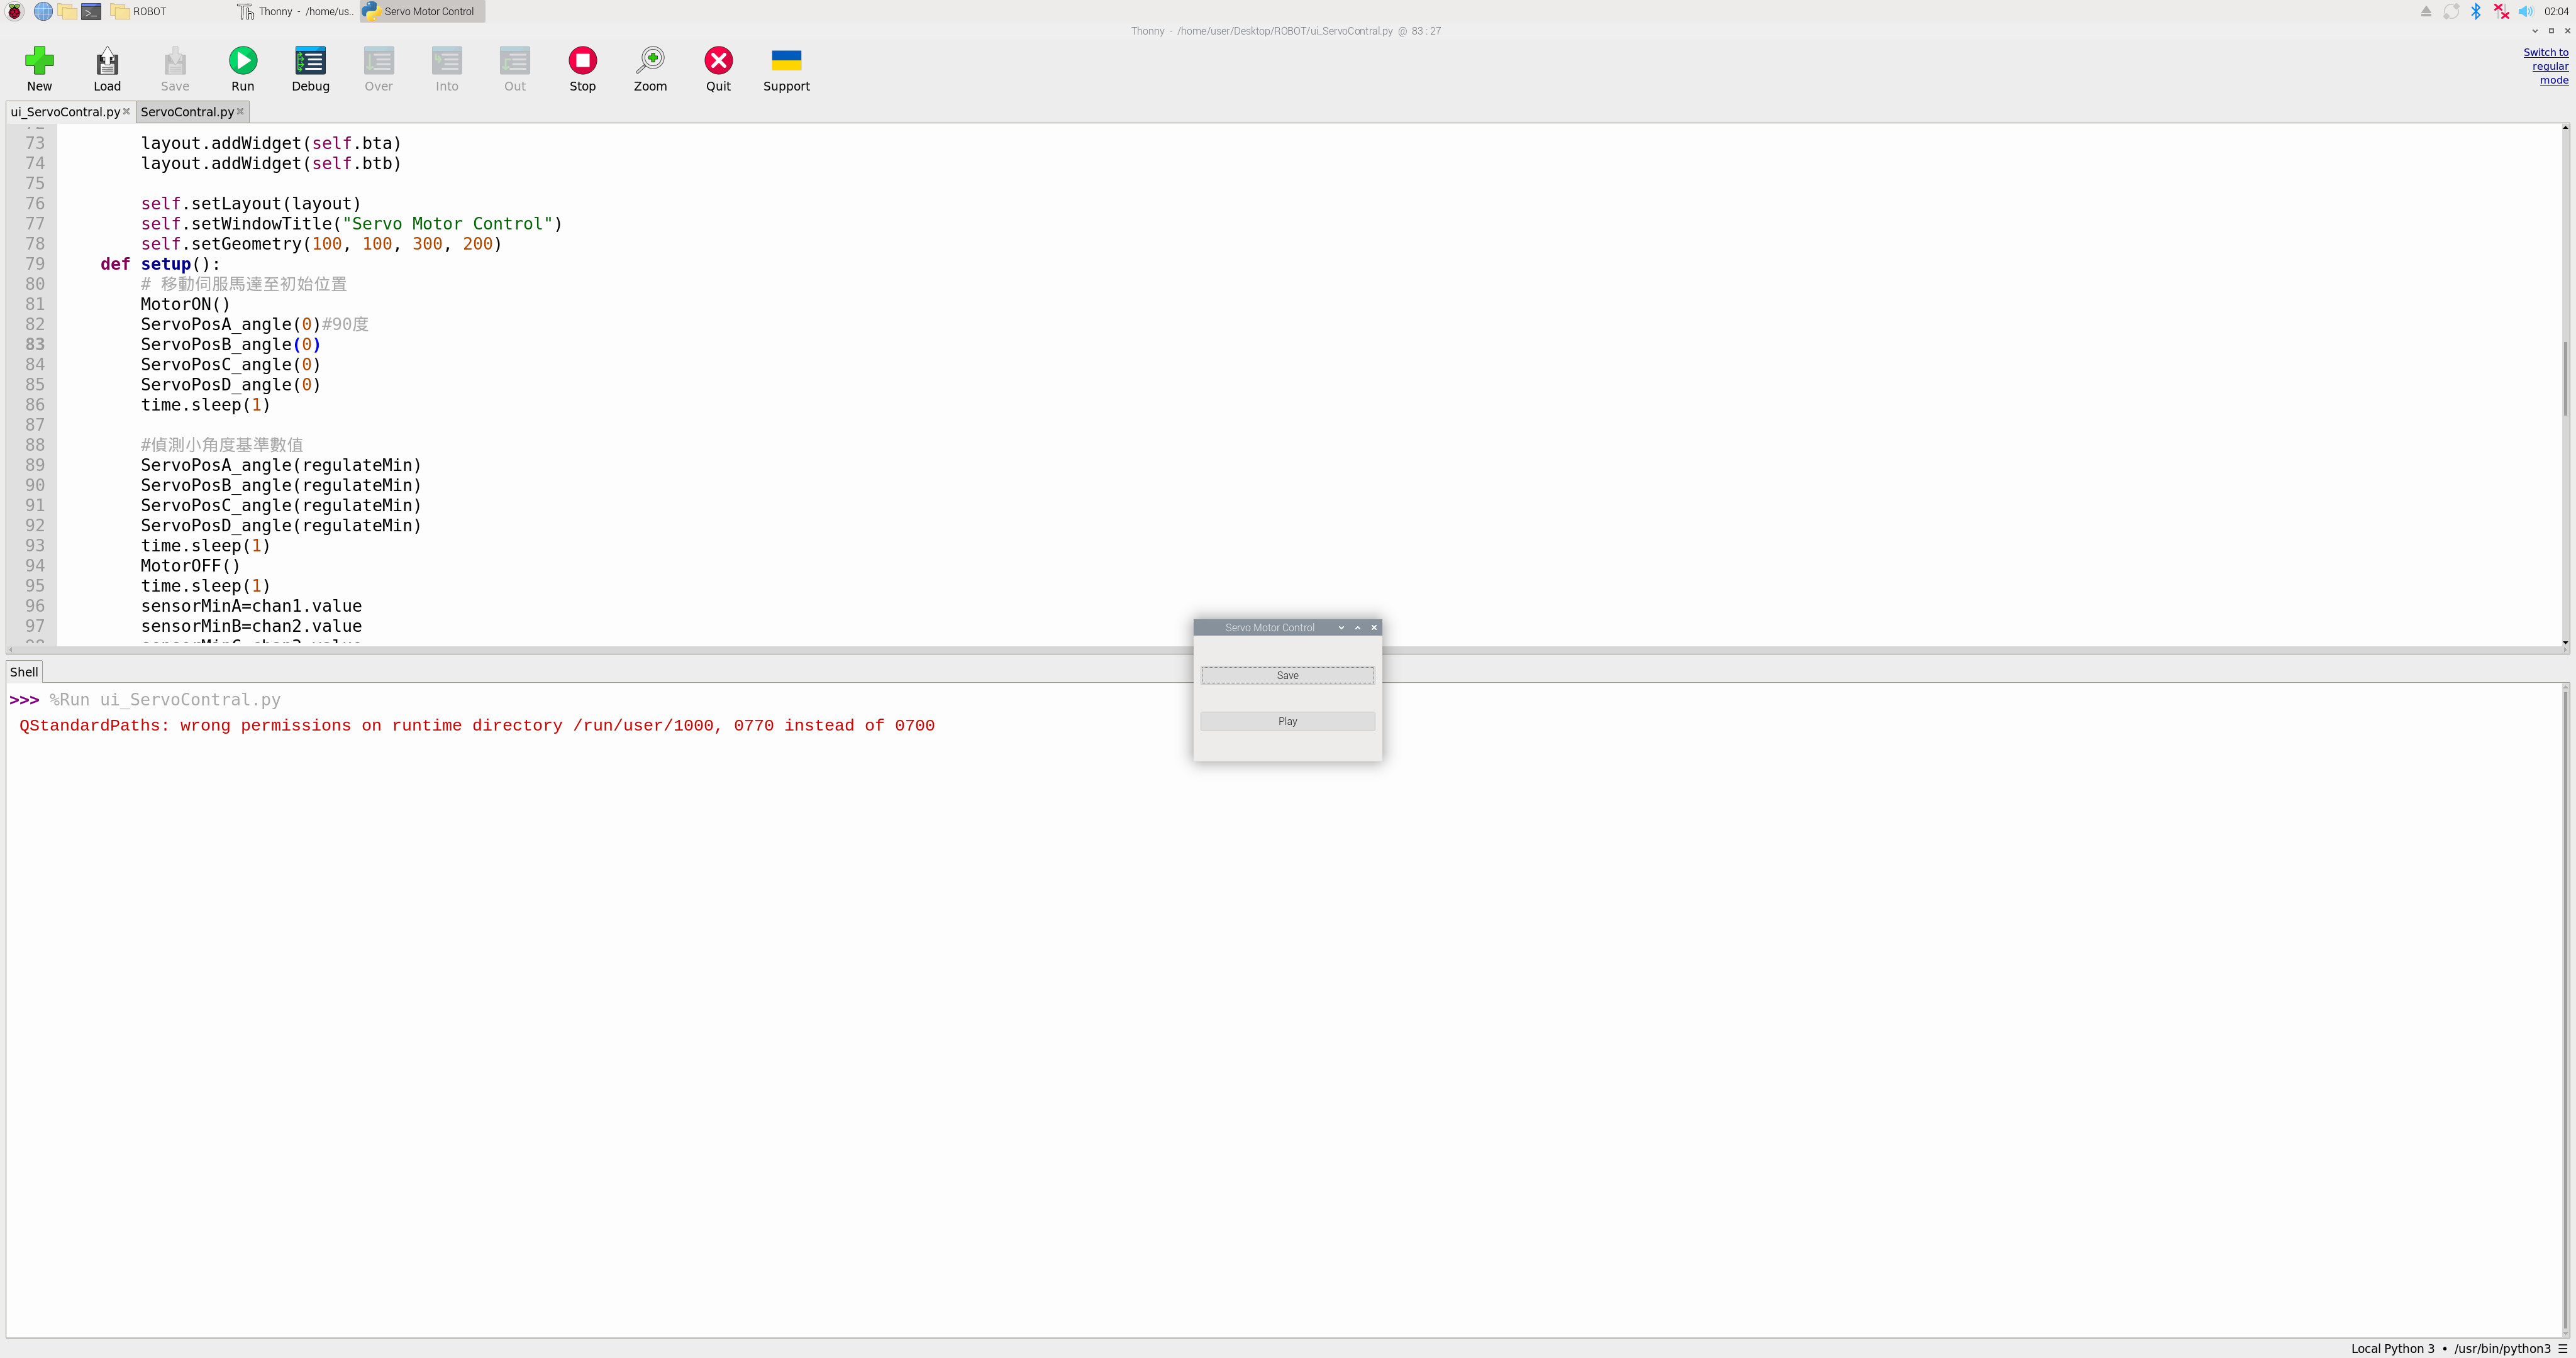 ROBOT
Thonny - /home/us..
Servo Motor Control
02:04
Thonny - /home/user/Desktop/ROBOT/ui_ServoContral.py @ 83 : 27
New
Load
Save
Run
Debug
Over
Into
Out
Stop
Zoom
Quit
Support
Switch to
regular
mode
ui_ServoContral.py
ServoContral.py
73 layout.addWidget(self.bta)
74 layout.addWidget(self.btb)
75
76 self.setLayout(layout)
77 self.setWindowTitle("Servo Motor Control")
78 self.setGeometry(100, 100, 300, 200)
79 def setup():
80 # 移動伺服馬達至初始位置
81 MotorON()
82 ServoPosA_angle(0)#90度
83 ServoPosB_angle(0)
84 ServoPosC_angle(0)
85 ServoPosD_angle(0)
86 time.sleep(1)
87
88 #偵測小角度基準數值
89 ServoPosA_angle(regulateMin)
90 ServoPosB_angle(regulateMin)
91 ServoPosC_angle(regulateMin)
92 ServoPosD_angle(regulateMin)
93 time.sleep(1)
94 MotorOFF()
95 time.sleep(1)
96 sensorMinA=chan1.value
97 sensorMinB=chan2.value
Servo Motor Control
Save
Play
Shell
>>> %Run ui_ServoContral.py
QStandardPaths: wrong permissions on runtime directory /run/user/1000, 0770 instead of 0700
Local Python 3 • /usr/bin/python3 ☰